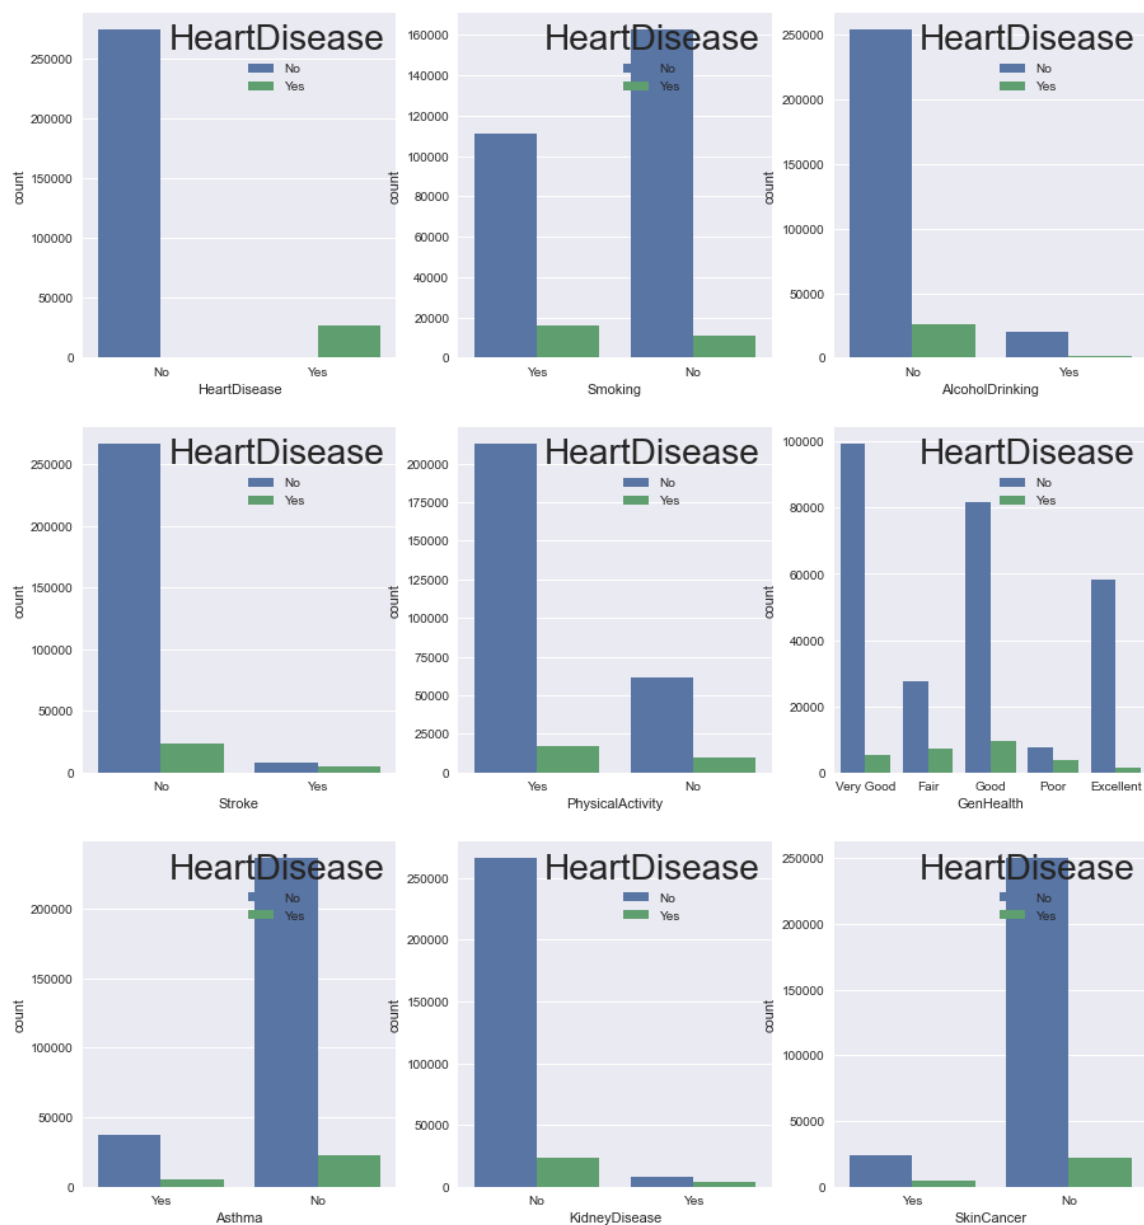 HeartDisease
No
Yes
250000
200000
150000
100000
50000
0
count
No
Yes
HeartDisease
HeartDisease
No
Yes
160000
140000
120000
100000
80000
60000
40000
20000
0
count
Yes
No
Smoking
HeartDisease
No
Yes
250000
200000
150000
100000
50000
0
count
No
Yes
AlcoholDrinking
HeartDisease
No
Yes
250000
200000
150000
100000
50000
0
count
No
Yes
Stroke
HeartDisease
No
Yes
200000
175000
150000
125000
100000
75000
50000
25000
0
count
Yes
No
PhysicalActivity
HeartDisease
No
Yes
100000
80000
60000
40000
20000
0
count
Very Good
Fair
Good
Poor
Excellent
GenHealth
HeartDisease
No
Yes
200000
150000
100000
50000
0
count
Yes
No
Asthma
HeartDisease
No
Yes
250000
200000
150000
100000
50000
0
count
No
Yes
KidneyDisease
HeartDisease
No
Yes
250000
200000
150000
100000
50000
0
count
Yes
No
SkinCancer